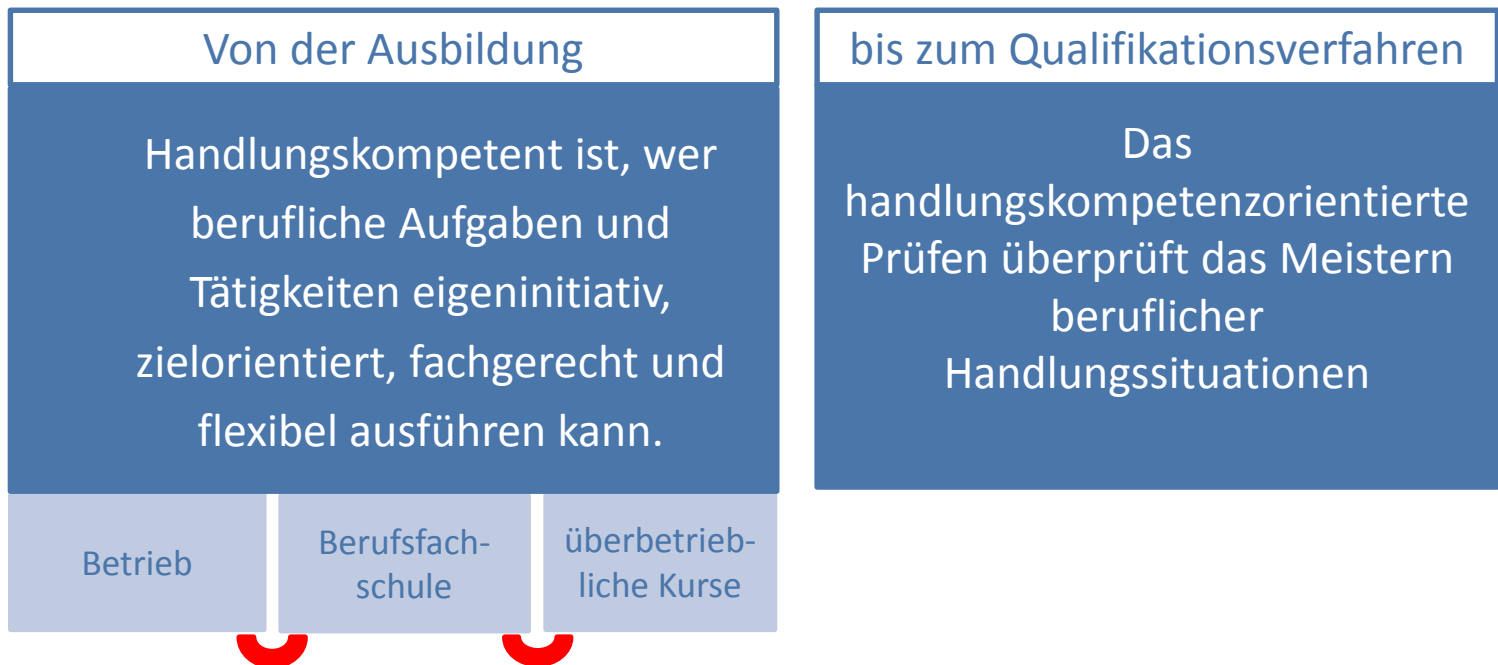 Von der Ausbildung
Handlungskompetent ist, wer
berufliche Aufgaben und
Tätigkeiten eigeninitiativ,
zielorientiert, fachgerecht und
flexibel ausführen kann.
Betrieb
Berufsfach-
schule
überbetrieb-
liche Kurse
bis zum Qualifikationsverfahren
Das
handlungskompetenzorientierte
Prüfen überprüft das Meistern
beruflicher
Handlungssituationen